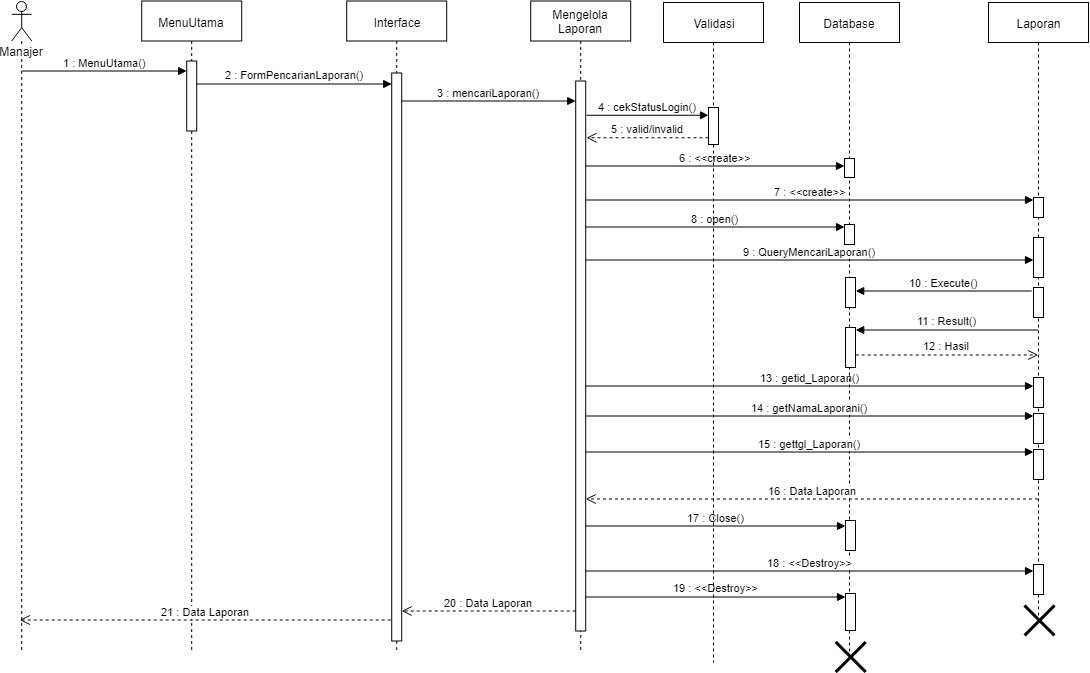 Manajer
MenuUtama
Interface
Mengelola
Laporan
Validasi
Database
Laporan
1 : MenuUtama()
2 : FormPencarianLaporan()
3 : mencariLaporan()
4 : cekStatusLogin()
5 : valid/invalid
6 : <<create>>
7 : <<create>>
8 : open()
9 : QueryMencariLaporan()
10 : Execute()
11 : Result()
12 : Hasil
13 : getid_Laporan()
14 : getNamaLaporani()
15 : gettgl_Laporan()
16 : Data Laporan
17 : Close()
18 : <<Destroy>>
19 : <<Destroy>>
20 : Data Laporan
21 : Data Laporan